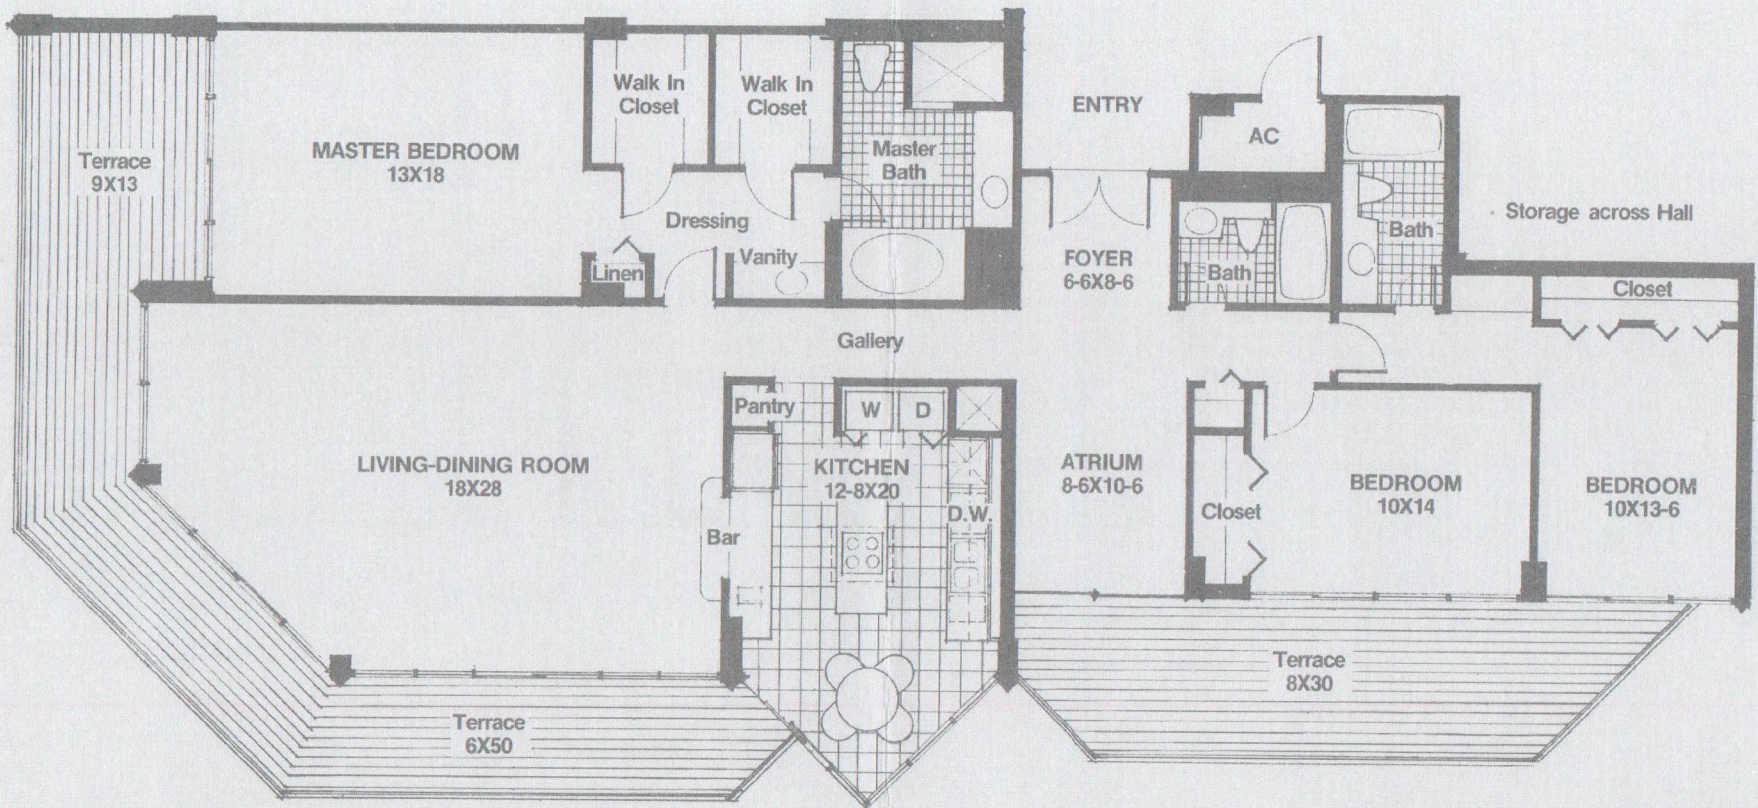 Walk In
Closet
Walk In
Closet
ENTRY
AC
MASTER BEDROOM
13X18
Master
Bath
Terrace
9X13
Storage across Hall
Dressing
Bath
Vanity
FOYER
6-6X8-6
Linen
Bath
Closet
Gallery
Pantry
W
D
LIVING-DINING ROOM
18X28
KITCHEN
12-8X20
ATRIUM
8-6X10-6
BEDROOM
10X14
BEDROOM
10X13-6
D.W.
Closet
Bar
Terrace
8X30
Terrace
6X50